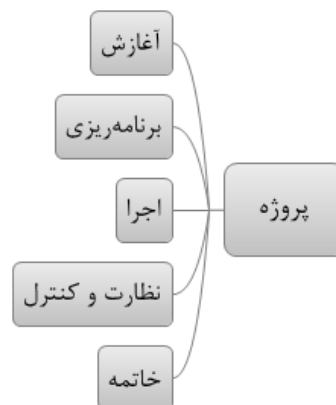 پروژه
آغازش
برنامه‌ریزی
اجرا
نظارت و کنترل
خاتمه